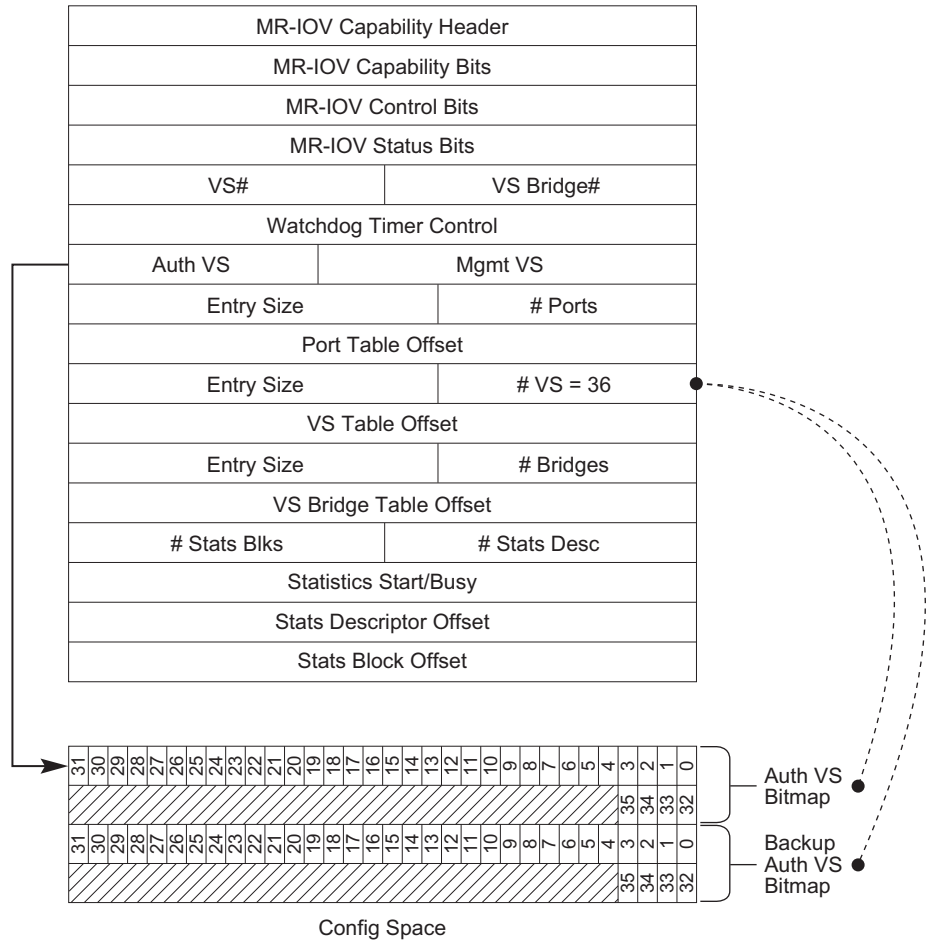 MR-IOV Capability Header
MR-IOV Capability Bits
MR-IOV Control Bits
MR-IOV Status Bits
VS# VS Bridge#
Watchdog Timer Control
Auth VS Mgmt VS
Entry Size # Ports
Port Table Offset
Entry Size # VS = 36
VS Table Offset
Entry Size # Bridges
VS Bridge Table Offset
# Stats Blks # Stats Desc
Statistics Start/Busy
Stats Descriptor Offset
Stats Block Offset
31 30 29 28 27 26 25 24 23 22 21 20 19 18 17 16 15 14 13 12 11 10 9 8 7 6 5 4 3 2 1 0
35 34 33 32
Auth VS
Bitmap
31 30 29 28 27 26 25 24 23 22 21 20 19 18 17 16 15 14 13 12 11 10 9 8 7 6 5 4 3 2 1 0
35 34 33 32
Backup
Auth VS
Bitmap
Config Space